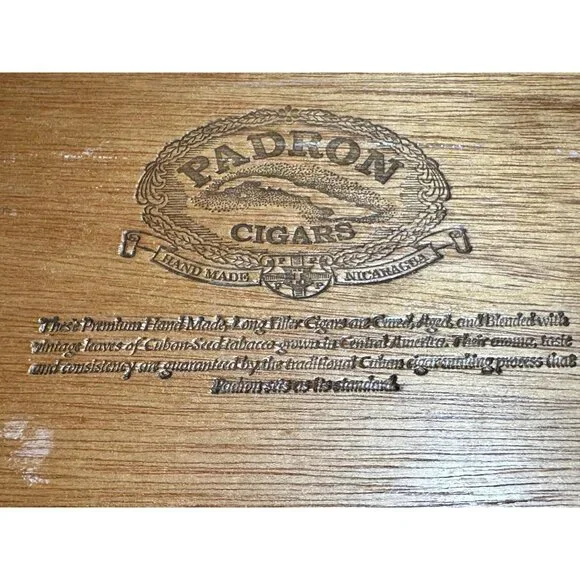 PADRON
CIGARS
HAND MADE NICARAGUA
These Premium Hand Made, Long Filler Cigars are Cured, Aged, and Blended with
vintage leaves of Cuban-Seed tobacco grown in Central America. Their aroma, taste
and consistency are guaranteed by the traditional Cuban cigarmaking process that
Padron sets as its standard.